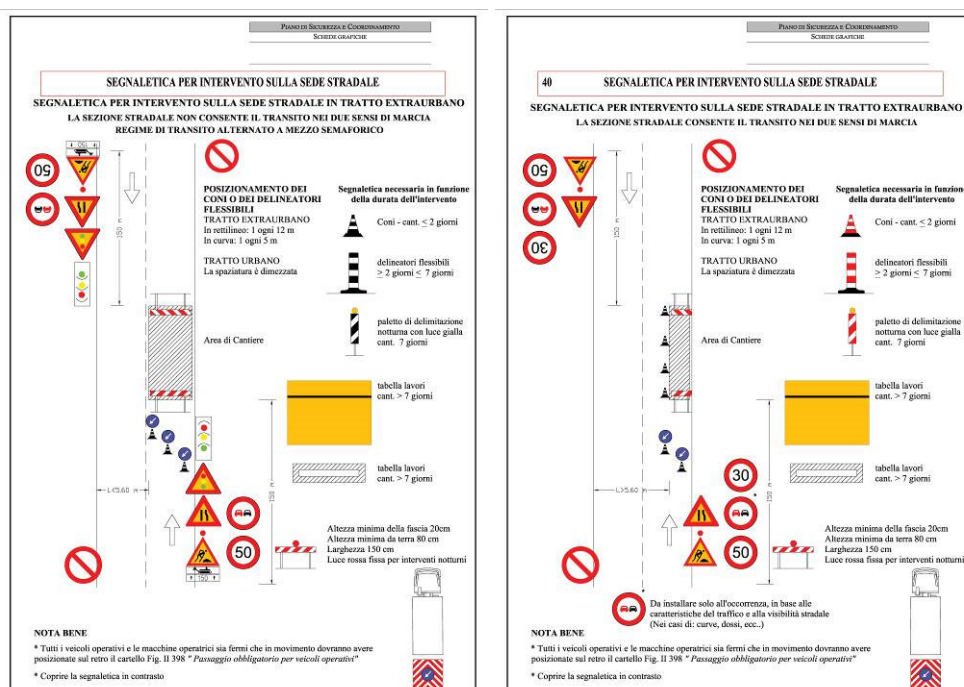 PIANO DI SICUREZZA E COORDINAMENTO
SCHEDE GRAFICHE
SEGNALETICA PER INTERVENTO SULLA SEDE STRADALE
SEGNALETICA PER INTERVENTO SULLA SEDE STRADALE IN TRATTO EXTRAURBANO
LA SEZIONE STRADALE NON CONSENTE IL TRANSITO NEI DUE SENSI DI MARCIA
REGIME DI TRANSITO ALTERNATO A MEZZO SEMAFORICO
150
50
150 m
POSIZIONAMENTO DEI
CONI O DEI DELINEATORI
FLESSIBILI
TRATTO EXTRAURBANO
In rettilineo: 1 ogni 12 m
In curva: 1 ogni 5 m
TRATTO URBANO
La spaziatura è dimezzata
Segnaletica necessaria in funzione
della durata dell'intervento
Coni - cant. ≤ 2 giorni
delineatori flessibili
≥ 2 giorni ≤ 7 giorni
paletto di delimitazione
notturna con luce gialla
cant. 7 giorni
Area di Cantiere
tabella lavori
cant. > 7 giorni
tabella lavori
cant. > 7 giorni
L<5.60 m
150 m
50
150
Altezza minima della fascia 20cm
Altezza minima da terra 80 cm
Larghezza 150 cm
Luce rossa fissa per interventi notturni
NOTA BENE
* Tutti i veicoli operativi e le macchine operatrici sia fermi che in movimento dovranno avere
posizionate sul retro il cartello Fig. II 398 " Passaggio obbligatorio per veicoli operativi"
* Coprire la segnaletica in contrasto
PIANO DI SICUREZZA E COORDINAMENTO
SCHEDE GRAFICHE
40 SEGNALETICA PER INTERVENTO SULLA SEDE STRADALE
SEGNALETICA PER INTERVENTO SULLA SEDE STRADALE IN TRATTO EXTRAURBANO
LA SEZIONE STRADALE CONSENTE IL TRANSITO NEI DUE SENSI DI MARCIA
50
30
150 m
POSIZIONAMENTO DEI
CONI O DEI DELINEATORI
FLESSIBILI
TRATTO EXTRAURBANO
In rettilineo: 1 ogni 12 m
In curva: 1 ogni 5 m
TRATTO URBANO
La spaziatura è dimezzata
Segnaletica necessaria in funzione
della durata dell'intervento
Coni - cant. ≤ 2 giorni
delineatori flessibili
≥ 2 giorni ≤ 7 giorni
paletto di delimitazione
notturna con luce gialla
cant. 7 giorni
Area di Cantiere
tabella lavori
cant. > 7 giorni
tabella lavori
cant. > 7 giorni
L>5.60 m
150 m
30
*
50
Altezza minima della fascia 20cm
Altezza minima da terra 80 cm
Larghezza 150 cm
Luce rossa fissa per interventi notturni
* Da installare solo all'occorrenza, in base alle
caratteristiche del traffico e alla visibilità stradale
(Nei casi di: curve, dossi, ecc..)
NOTA BENE
* Tutti i veicoli operativi e le macchine operatrici sia fermi che in movimento dovranno avere
posizionate sul retro il cartello Fig. II 398 " Passaggio obbligatorio per veicoli operativi"
* Coprire la segnaletica in contrasto